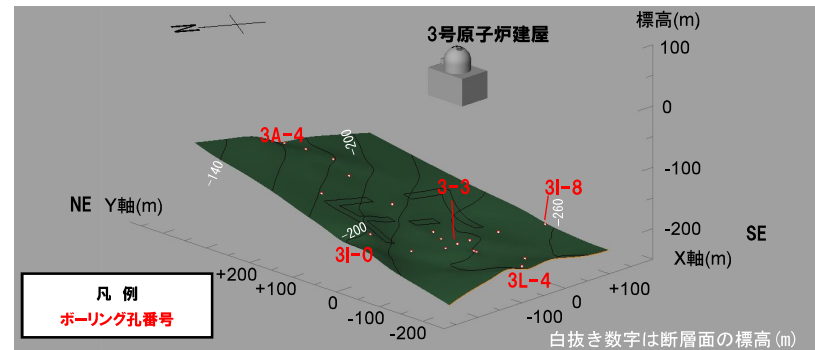 N
標高(m)
100
3号原子炉建屋
0
3A-4
-200
-140
-100
3-3
3I-8
-260
NE
Y軸(m)
-200
-200
SE
3I-0
X軸(m)
3L-4
+200
+100
0
-100
-200
-100
0
+100
凡 例
ボーリング孔番号
白抜き数字は断層面の標高(m)